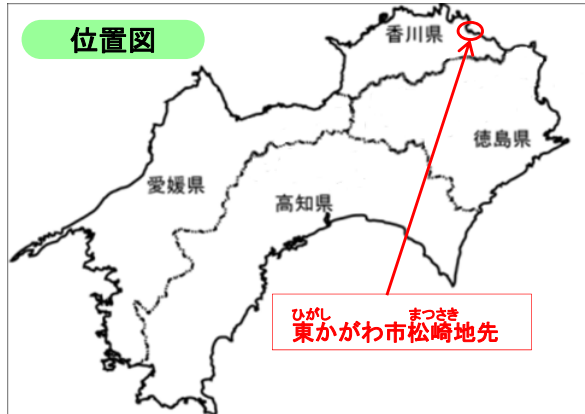 位置図
香川県
徳島県
愛媛県
高知県
ひがし まつさき
東かがわ市松崎地先